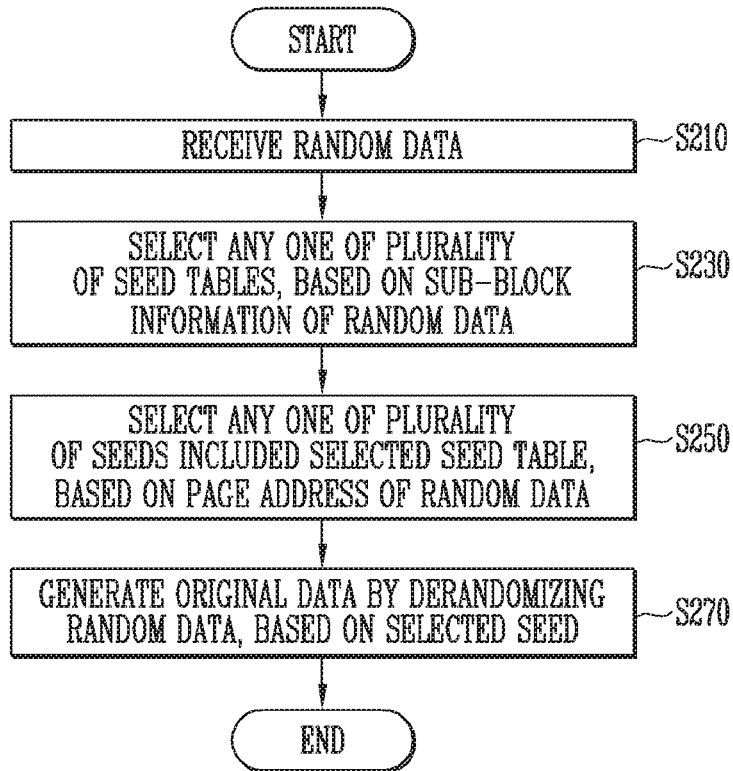 START
RECEIVE RANDOM DATA
S210
SELECT ANY ONE OF PLURALITY
OF SEED TABLES, BASED ON SUB-BLOCK
INFORMATION OF RANDOM DATA
S230
SELECT ANY ONE OF PLURALITY
OF SEEDS INCLUDED SELECTED SEED TABLE,
BASED ON PAGE ADDRESS OF RANDOM DATA
S250
GENERATE ORIGINAL DATA BY DERANDOMIZING
RANDOM DATA, BASED ON SELECTED SEED
S270
END